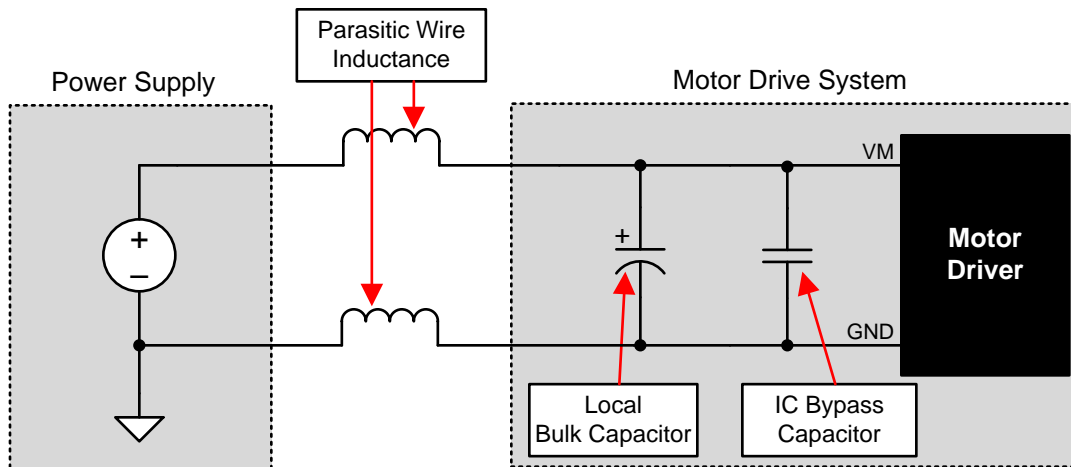 Parasitic Wire
Inductance
Power Supply
Motor Drive System
VM
+
–
+
Motor
Driver
GND
Local
Bulk Capacitor
IC Bypass
Capacitor